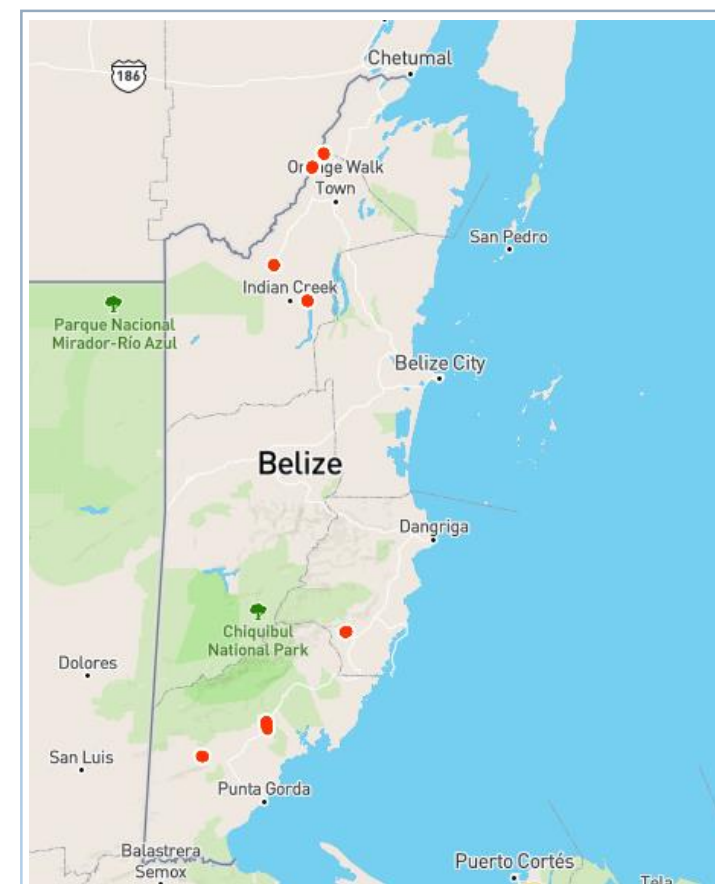 Chetumal
186
Orange Walk
Town
San Pedro
Indian Creek
Parque Nacional
Mirador-Río Azul
Belize City
Belize
Dangriga
Chiquibul
National Park
Dolores
San Luis
Punta Gorda
Balastrera
Semox
Puerto Cortés
Tela